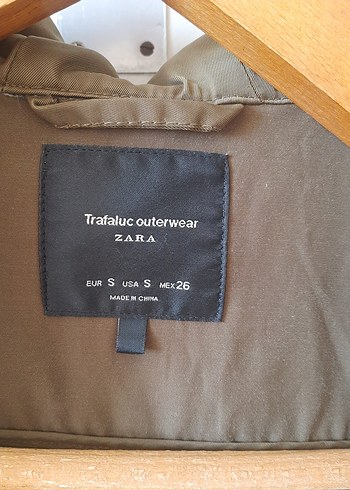 Trafaluc outerwear
ZARA
EUR S USA S MEX 26
MADE IN CHINA